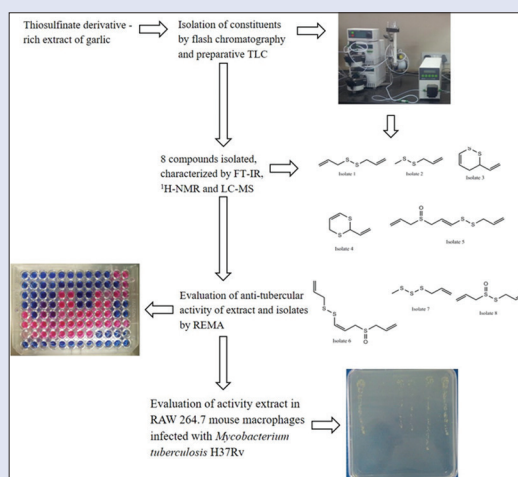 Thiosulfinate derivative -
rich extract of garlic
Isolation of constituents
by flash chromatography
and preparative TLC
8 compounds isolated,
characterized by FT-IR,
¹H-NMR and LC-MS
S
S
Isolate 1
S
S
Isolate 2
S
S
Isolate 3
S
S
Isolate 4
O
S
S
S
Isolate 5
Evaluation of anti-tubercular
activity of extract and isolates
by REMA
S
S
S
O
Isolate 6
S
S
S
Isolate 7
O
S
S
Isolate 8
Evaluation of activity extract in
RAW 264.7 mouse macrophages
infected with Mycobacterium
tuberculosis H37Rv